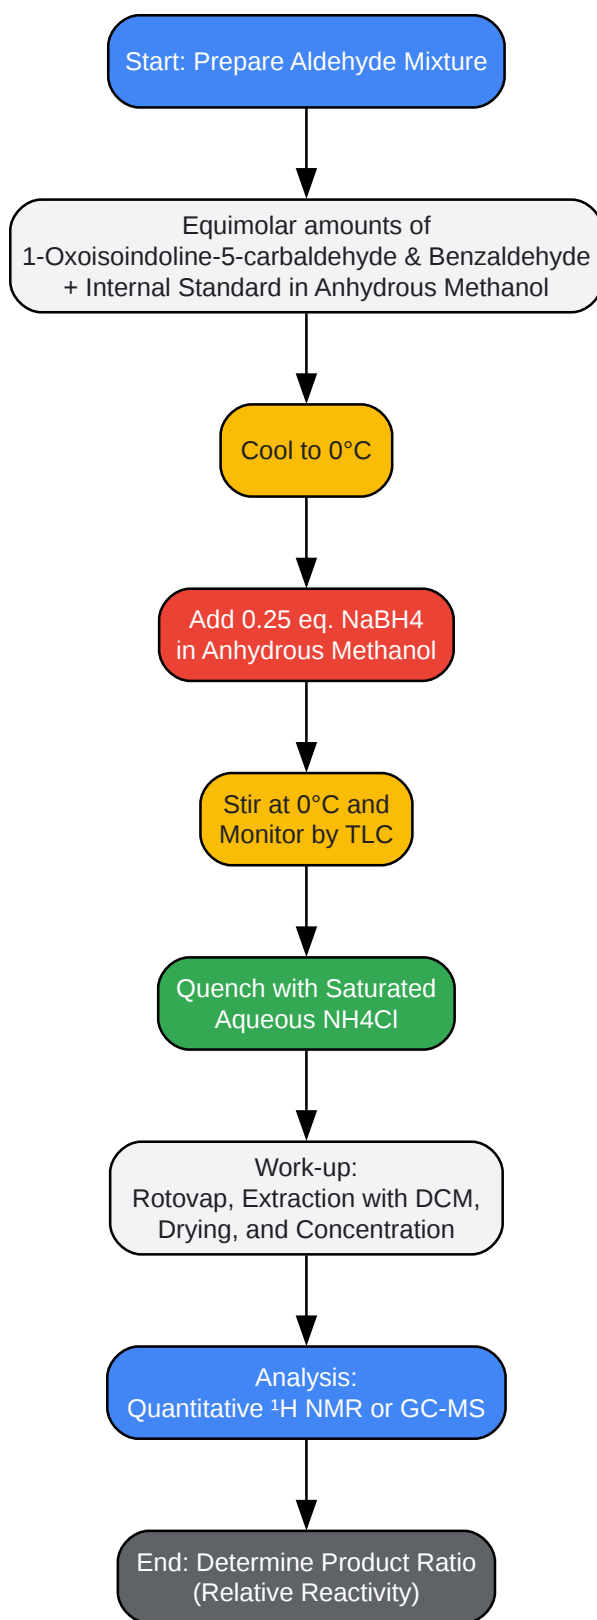 Start: Prepare Aldehyde Mixture
Equimolar amounts of
1-Oxoisoindoline-5-carbaldehyde & Benzaldehyde
+ Internal Standard in Anhydrous Methanol
Cool to 0°C
Add 0.25 eq. NaBH4
in Anhydrous Methanol
Stir at 0°C and
Monitor by TLC
Quench with Saturated
Aqueous NH4Cl
Work-up:
Rotovap, Extraction with DCM,
Drying, and Concentration
Analysis:
Quantitative ¹H NMR or GC-MS
End: Determine Product Ratio
(Relative Reactivity)